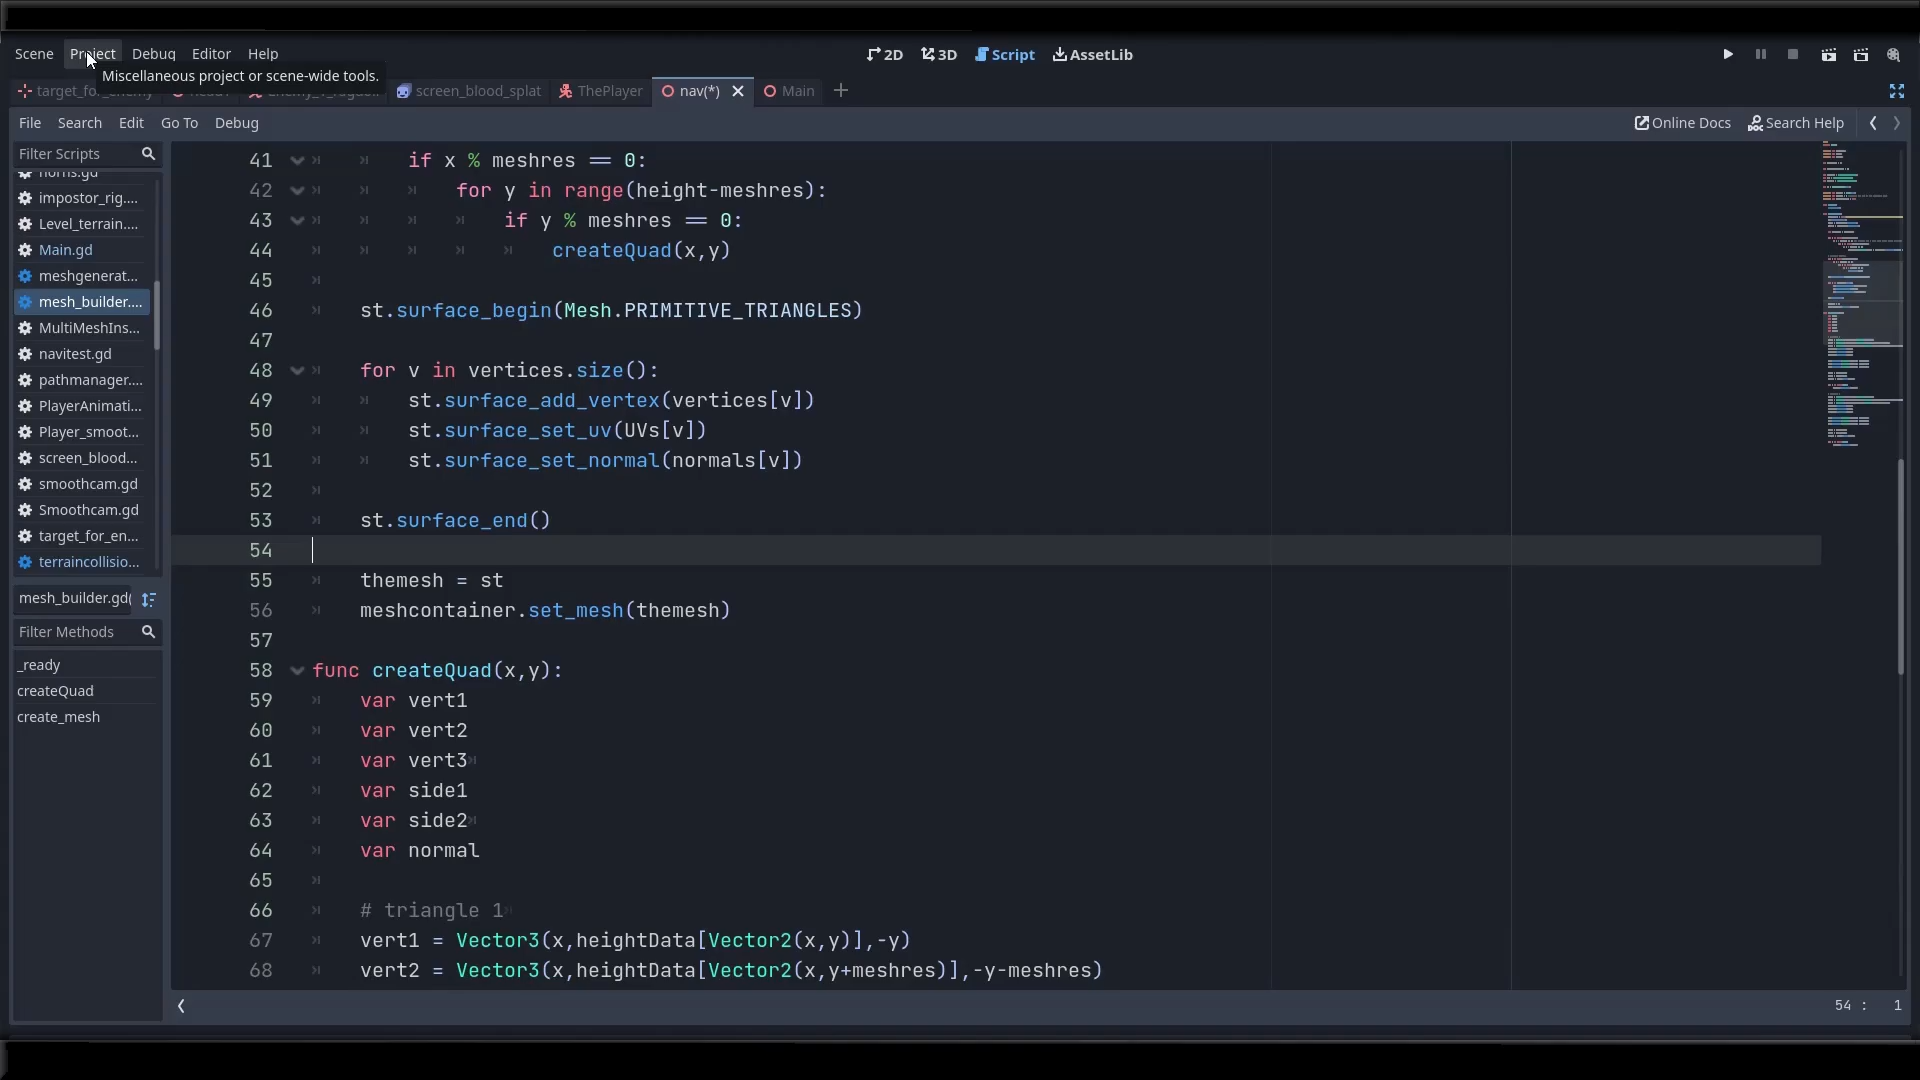 Scene Project Debug Editor Help
2D 3D Script AssetLib
Miscellaneous project or scene-wide tools.
target_for_enemy
screen_blood_splat ThePlayer nav(*) Main
File Search Edit Go To Debug
Online Docs Search Help
Filter Scripts
horns.gd
impostor_rig....
Level_terrain....
Main.gd
meshgenerat...
mesh_builder....
MultiMeshIns...
navitest.gd
pathmanager....
PlayerAnimati...
Player_smoot...
screen_blood...
smoothcam.gd
Smoothcam.gd
target_for_en...
terraincollisio...
mesh_builder.gd(
Filter Methods
_ready
createQuad
create_mesh
41 if x % meshres == 0:
42 for y in range(height-meshres):
43 if y % meshres == 0:
44 createQuad(x,y)
45
46 st.surface_begin(Mesh.PRIMITIVE_TRIANGLES)
47
48 for v in vertices.size():
49 st.surface_add_vertex(vertices[v])
50 st.surface_set_uv(UVs[v])
51 st.surface_set_normal(normals[v])
52
53 st.surface_end()
54
55 themesh = st
56 meshcontainer.set_mesh(themesh)
57
58 func createQuad(x,y):
59 var vert1
60 var vert2
61 var vert3
62 var side1
63 var side2
64 var normal
65
66 # triangle 1
67 vert1 = Vector3(x,heightData[Vector2(x,y)],-y)
68 vert2 = Vector3(x,heightData[Vector2(x,y+meshres)],-y-meshres)
54 : 1